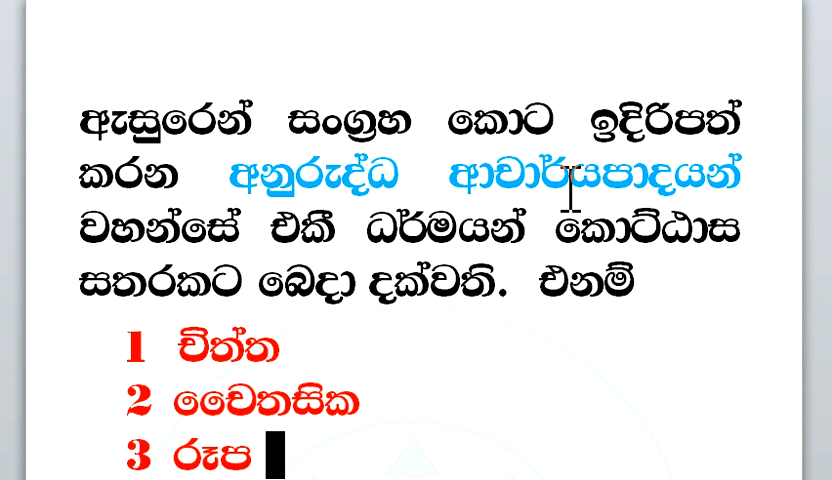 ඇසුරෙන් සංග්‍රහ කොට ඉදිරිපත්
කරන අනුරුද්ධ ආචාර්යපාදයන්
වහන්සේ එකී ධර්මයන් කොට්ඨාස
සතරකට බෙදා දක්වති. එනම්
1 චිත්ත
2 චෛතසික
3 රූප